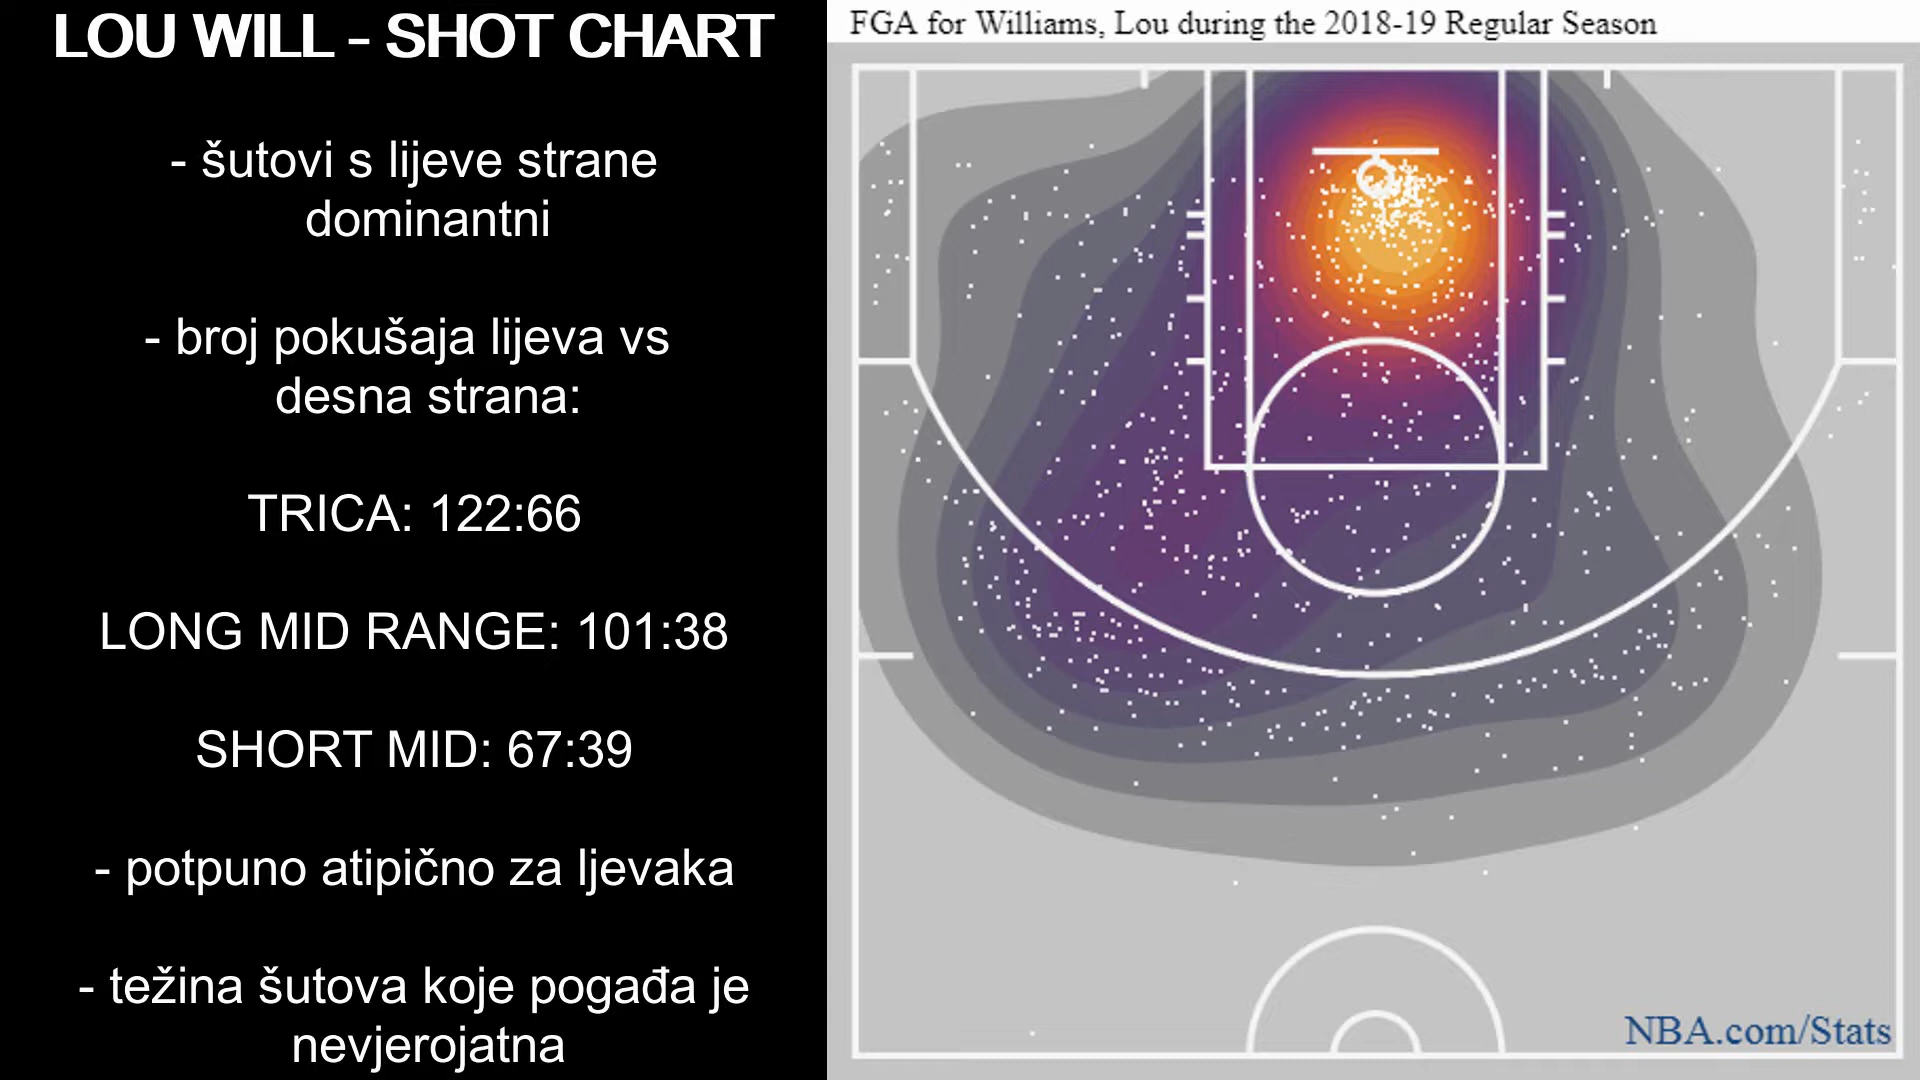 LOU WILL - SHOT CHART
- šutovi s lijeve strane
dominantni
- broj pokušaja lijeva vs
desna strana:
TRICA: 122:66
LONG MID RANGE: 101:38
SHORT MID: 67:39
- potpuno atipično za ljevaka
- težina šutova koje pogađa je
nevjerojatna
FGA for Williams, Lou during the 2018-19 Regular Season
NBA.com/Stats